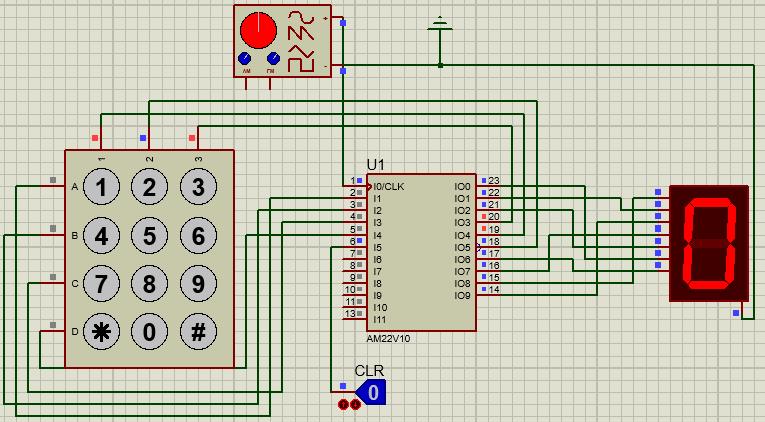 +
AM FM
-
1 2 3
A 1 2 3
B 4 5 6
C 7 8 9
D * 0 #
U1
1 I0/CLK IO0 23
2 I1 IO1 22
3 I2 IO2 21
4 I3 IO3 20
5 I4 IO4 19
6 I5 IO5 18
7 I6 IO6 17
8 I7 IO7 16
9 I8 IO8 15
10 I9 IO9 14
11 I10
13 I11
AM22V10
CLR
0
0